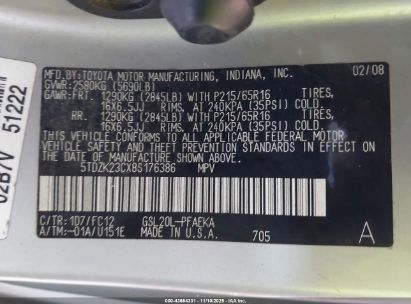 MFD.BY: TOYOTA MOTOR MANUFACTURING, INDIANA, INC. 02/08
GVWR: 2580KG (5690LB)
GAWR: FRT. 1290KG (2845LB) WITH P215/65R16 TIRES,
16X6.5JJ RIMS, AT 240KPA (35PSI) COLD.
RR. 1290KG (2845LB) WITH P215/65R16 TIRES,
16X6.5JJ RIMS, AT 240KPA (35PSI) COLD.
THIS VEHICLE CONFORMS TO ALL APPLICABLE FEDERAL MOTOR
VEHICLE SAFETY STANDARDS IN EFFECT ON
THE DATE OF MANUFACTURE SHOWN ABOVE.
5TDZK23CX8S176386 MPV
C/TR: 1D7/FC12 GSL20L-PFAEKA
A/TM: -01A/U151E MADE IN U.S.A. 705 A
51222